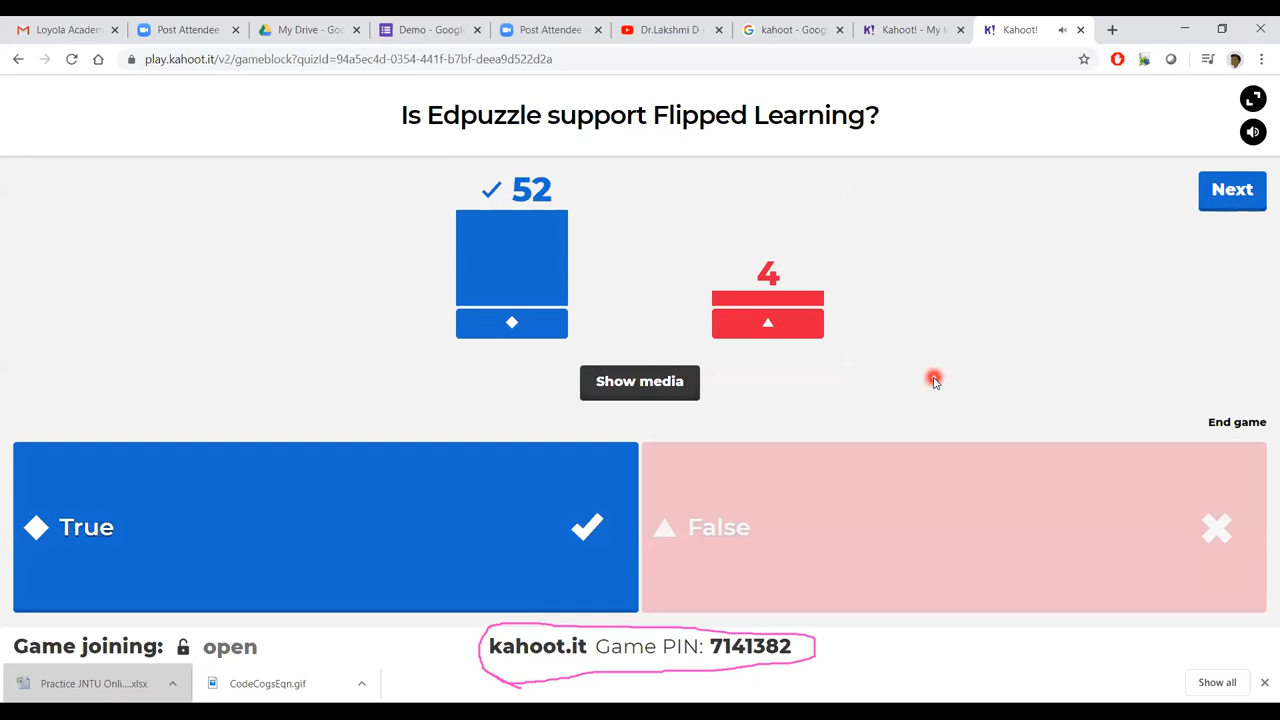 Loyola Academ
Post Attendee
My Drive - Goo
Demo - Google
Post Attendee
Dr.Lakshmi D -
kahoot - Goog
Kahoot! - My k
Kahoot!
play.kahoot.it/v2/gameblock?quizId=94a5ec4d-0354-441f-b7bf-deea9d522d2a
Is Edpuzzle support Flipped Learning?
52
Next
4
Show media
End game
True
False
Game joining: open
kahoot.it Game PIN: 7141382
Practice JNTU Onli....xlsx
CodeCogsEqn.gif
Show all